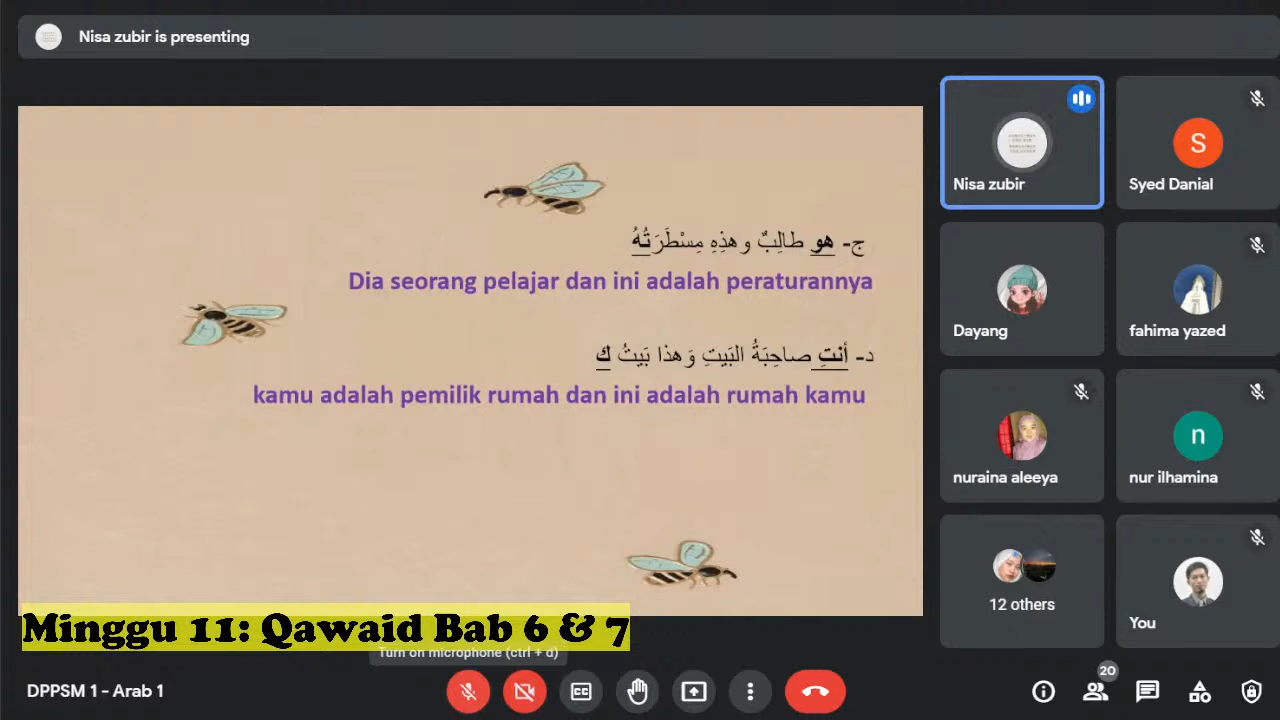 Nisa zubir is presenting
ج- هو طالِبٌ وهذِهِ مِسْطَرَتُهُ
Dia seorang pelajar dan ini adalah peraturannya
د- أنتِ صاحِبَةُ البَيتِ وَهذا بَيتُ كِ
kamu adalah pemilik rumah dan ini adalah rumah kamu
Minggu 11: Qawaid Bab 6 & 7
Turn on microphone (ctrl + d)
DPPSM 1 - Arab 1
Nisa zubir
S
Syed Danial
Dayang
fahima yazed
nuraina aleeya
n
nur ilhamina
12 others
You
20